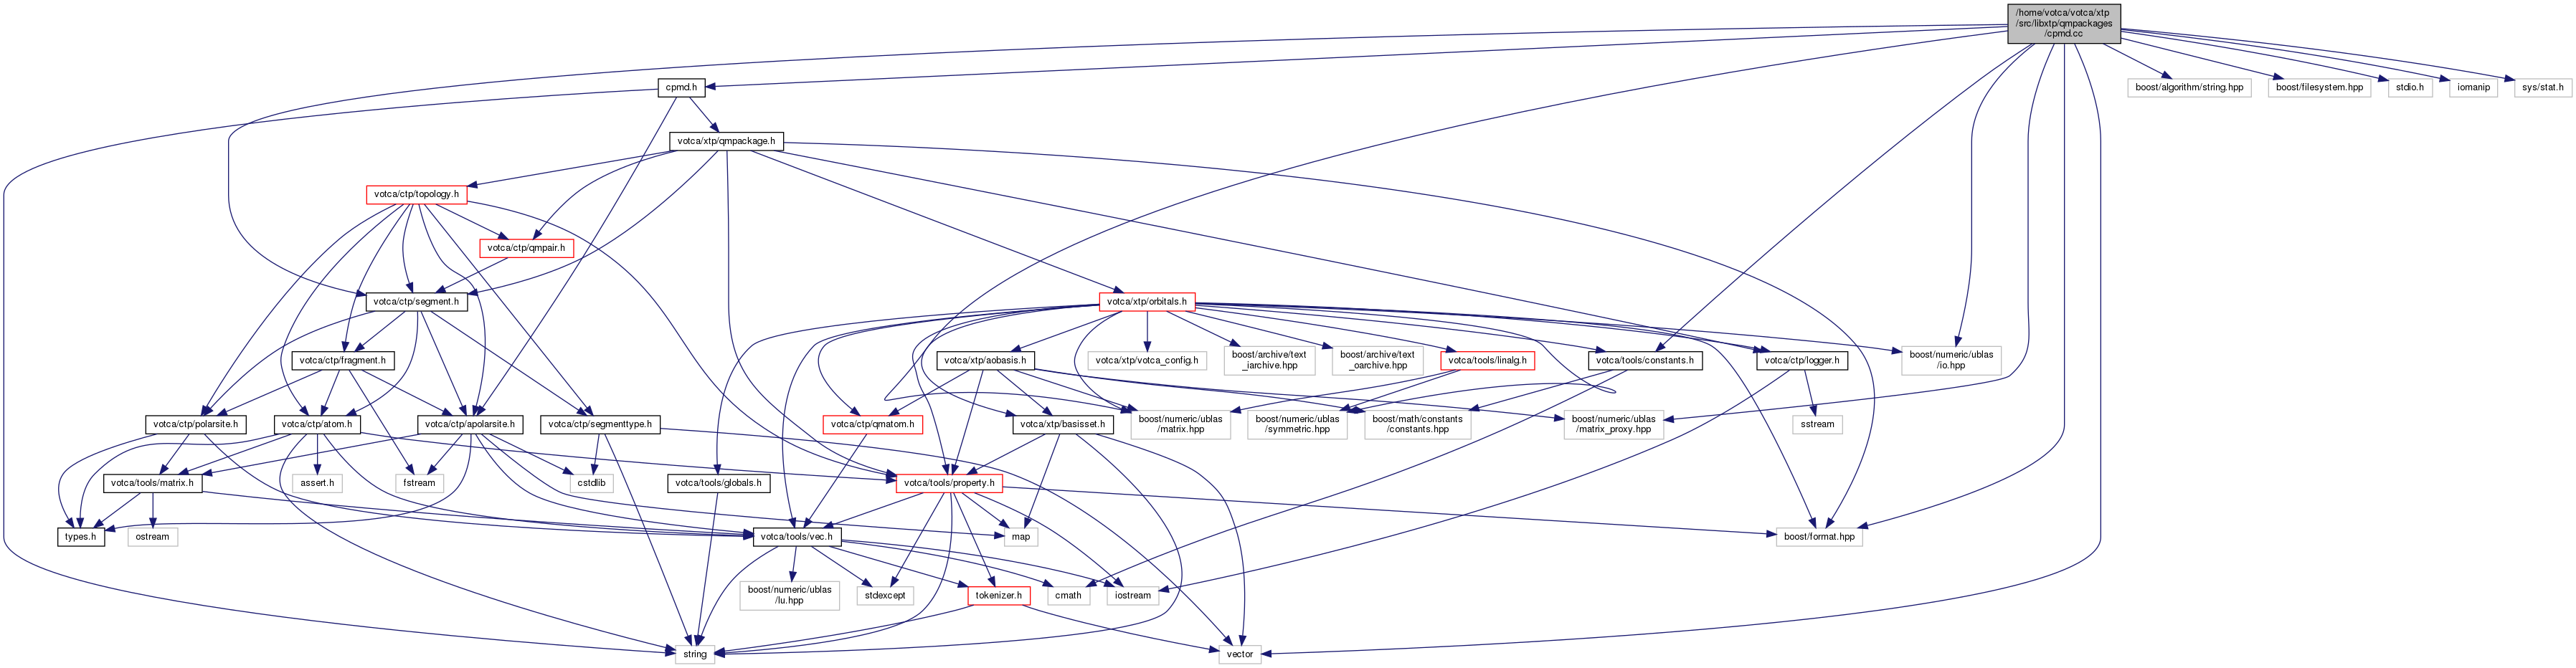 /home/votca/votca/xtp
/src/libxtp/qmpackages
/cpmd.cc
cpmd.h
boost/algorithm/string.hpp
boost/filesystem.hpp
stdio.h
iomanip
sys/stat.h
votca/xtp/qmpackage.h
votca/ctp/topology.h
votca/ctp/qmpair.h
votca/ctp/segment.h
votca/xtp/orbitals.h
votca/ctp/fragment.h
votca/xtp/aobasis.h
votca/xtp/votca_config.h
boost/archive/text
_iarchive.hpp
boost/archive/text
_oarchive.hpp
votca/tools/linalg.h
votca/tools/constants.h
votca/ctp/logger.h
boost/numeric/ublas
/io.hpp
votca/ctp/polarsite.h
votca/ctp/atom.h
votca/ctp/apolarsite.h
votca/ctp/segmenttype.h
votca/ctp/qmatom.h
votca/xtp/basisset.h
boost/numeric/ublas
/matrix.hpp
boost/numeric/ublas
/symmetric.hpp
boost/math/constants
/constants.hpp
boost/numeric/ublas
/matrix_proxy.hpp
sstream
votca/tools/matrix.h
assert.h
fstream
cstdlib
votca/tools/globals.h
votca/tools/property.h
types.h
ostream
votca/tools/vec.h
map
boost/format.hpp
boost/numeric/ublas
/lu.hpp
stdexcept
tokenizer.h
cmath
iostream
string
vector